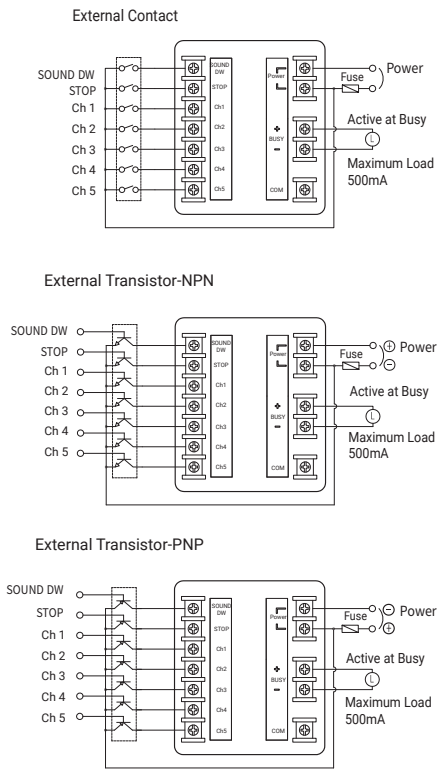 External Contact
SOUND DW
STOP
Ch 1
Ch 2
Ch 3
Ch 4
Ch 5
SOUND
DW
STOP
Ch1
Ch2
Ch3
Ch4
Ch5
Power
+
BUSY
-
COM
Fuse
Power
Active at Busy
L
Maximum Load
500mA
External Transistor-NPN
SOUND DW
STOP
Ch 1
Ch 2
Ch 3
Ch 4
Ch 5
SOUND
DW
STOP
Ch1
Ch2
Ch3
Ch4
Ch5
Power
+
BUSY
-
COM
Fuse
+ Power
-
Active at Busy
L
Maximum Load
500mA
External Transistor-PNP
SOUND DW
STOP
Ch 1
Ch 2
Ch 3
Ch 4
Ch 5
SOUND
DW
STOP
Ch1
Ch2
Ch3
Ch4
Ch5
Power
+
BUSY
-
COM
Fuse
- Power
+
Active at Busy
L
Maximum Load
500mA